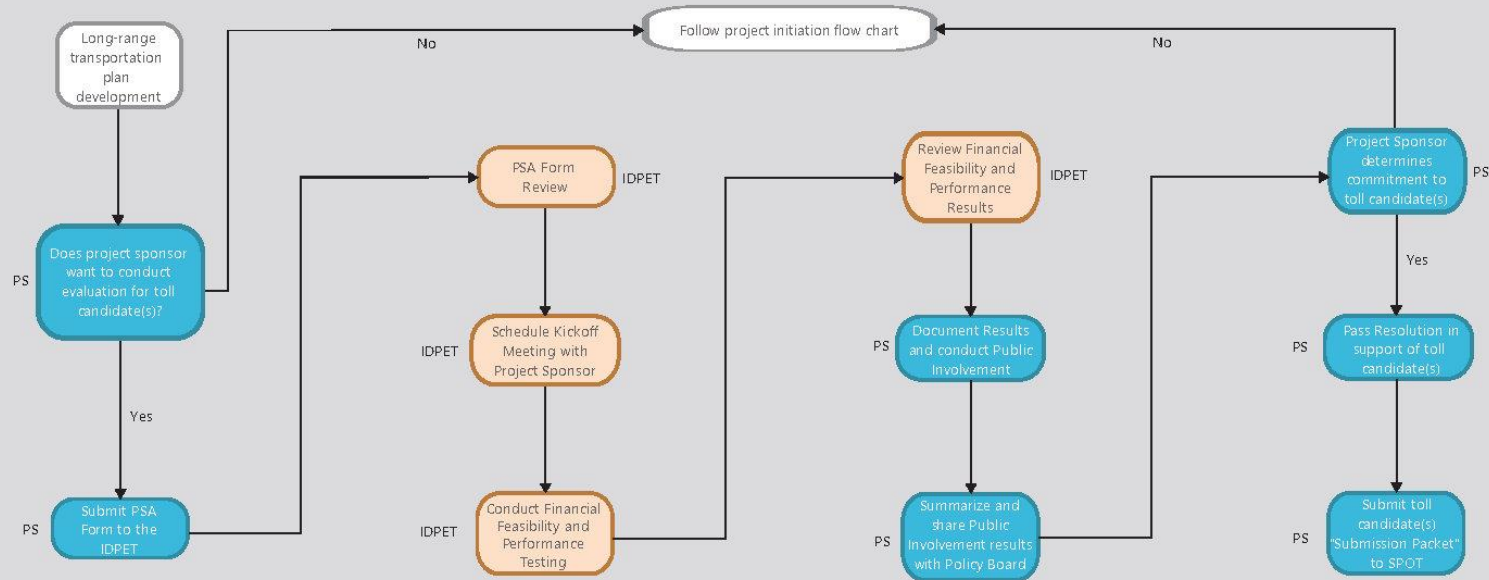 Long-range
transportation
plan
development
No
Follow project initiation flow chart
No
PS
Does project sponsor
want to conduct
evaluation for toll
candidate(s)?
Yes
PS
Submit PSA
Form to the
IDPET
PSA Form
Review
IDPET
IDPET
Schedule Kickoff
Meeting with
Project Sponsor
IDPET
Conduct Financial
Feasibility and
Performance
Testing
Review Financial
Feasibility and
Performance
Results
IDPET
PS
Document Results
and conduct Public
Involvement
PS
Summarize and
share Public
Involvement results
with Policy Board
Project Sponsor
determines
commitment to
toll candidate(s)
PS
Yes
PS
Pass Resolution in
support of toll
candidate(s)
PS
Submit toll
candidate(s)
"Submission Packet"
to SPOT